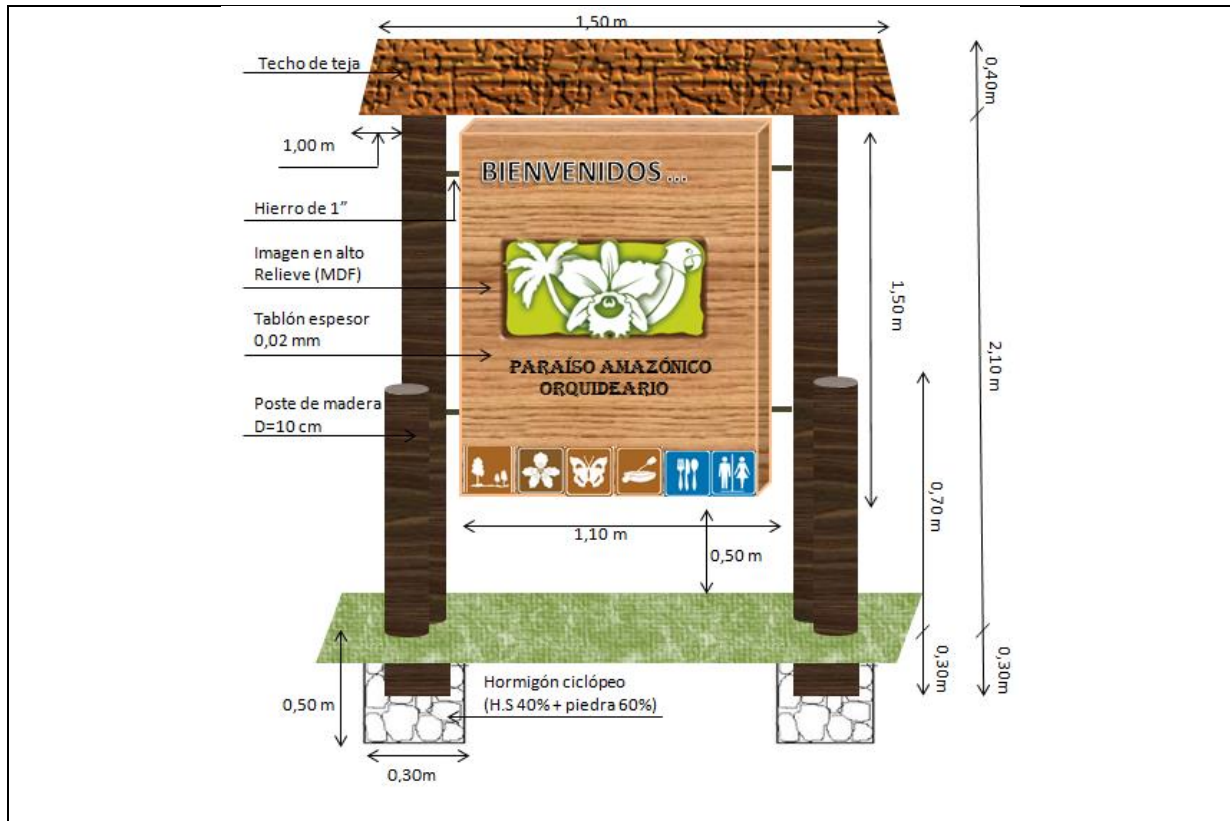 1,50 m
Techo de teja
0,40m
1,00 m
BIENVENIDOS ...
Hierro de 1”
Imagen en alto
Relieve (MDF)
1,50 m
Tablón espesor
0,02 mm
2,10 m
PARAÍSO AMAZÓNICO
ORQUIDEARIO
Poste de madera
D=10 cm
0,70 m
1,10 m
0,50 m
0,30m
0,30m
Hormigón ciclópeo
(H.S 40% + piedra 60%)
0,50 m
0,30m